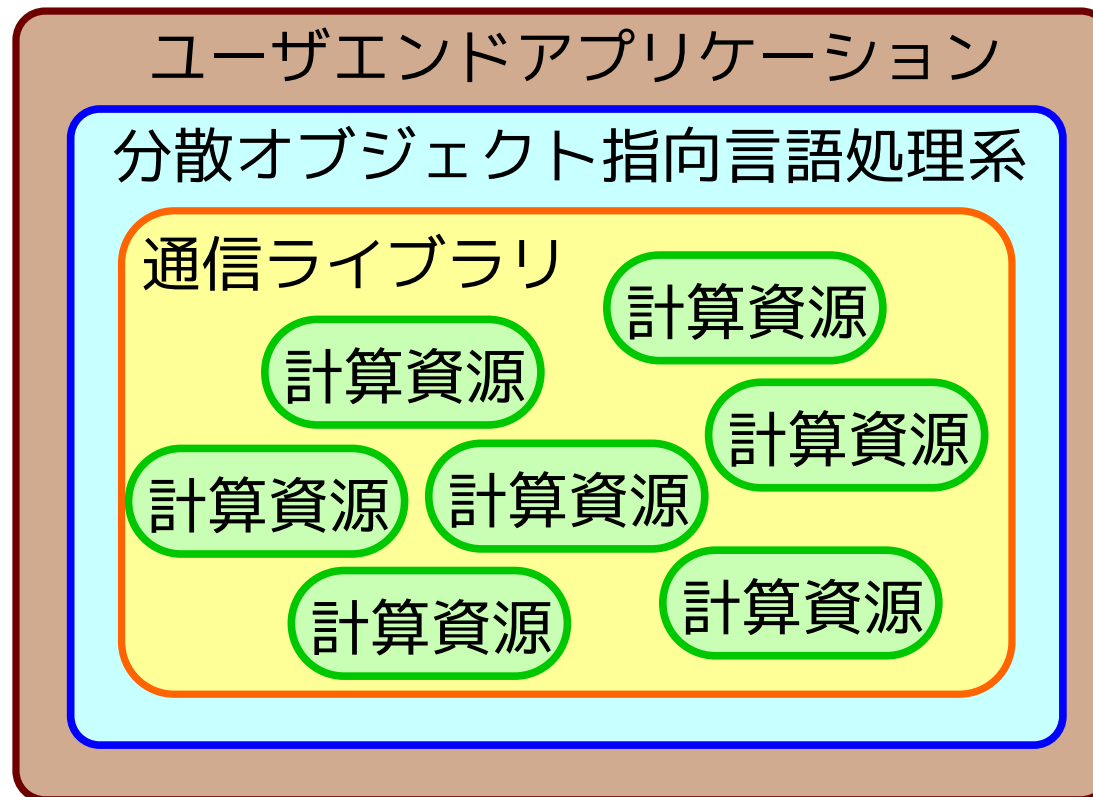 ユーザエンドアプリケーション
分散オブジェクト指向言語処理系
通信ライブラリ
計算資源
計算資源
計算資源
計算資源
計算資源
計算資源
計算資源